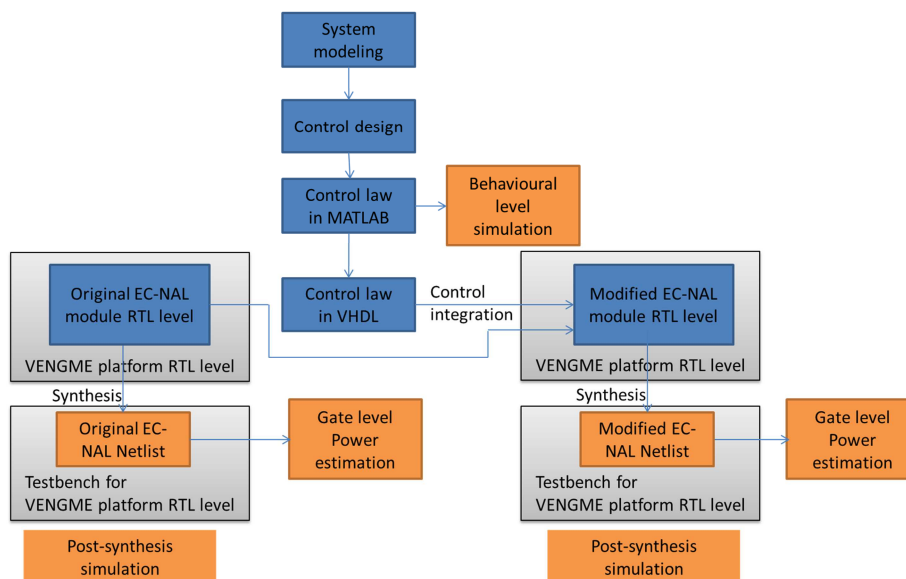 System
modeling
Control design
Control law
in MATLAB
Behavioural
level
simulation
Original EC-NAL
module RTL level
VENGME platform RTL level
Control law
in VHDL
Control
integration
Modified EC-NAL
module RTL level
VENGME platform RTL level
Synthesis
Original EC-
NAL Netlist
Testbench for
VENGME platform RTL level
Gate level
Power
estimation
Post-synthesis
simulation
Synthesis
Modified EC-
NAL Netlist
Testbench for
VENGME platform RTL level
Gate level
Power
estimation
Post-synthesis
simulation